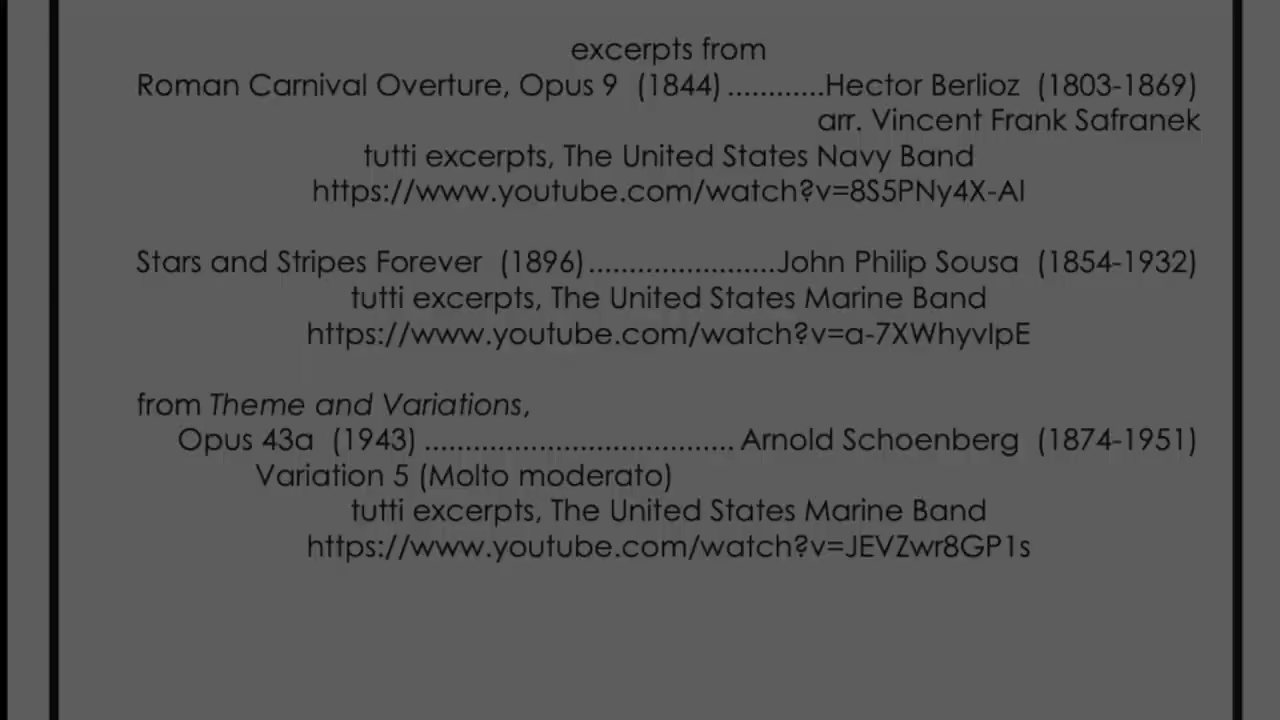 excerpts from
Roman Carnival Overture, Opus 9 (1844) ............Hector Berlioz (1803-1869)
arr. Vincent Frank Safranek
tutti excerpts, The United States Navy Band
https://www.youtube.com/watch?v=8S5PNy4X-AI
Stars and Stripes Forever (1896).......................John Philip Sousa (1854-1932)
tutti excerpts, The United States Marine Band
https://www.youtube.com/watch?v=a-7XWhyvIpE
from Theme and Variations,
Opus 43a (1943) ...................................... Arnold Schoenberg (1874-1951)
Variation 5 (Molto moderato)
tutti excerpts, The United States Marine Band
https://www.youtube.com/watch?v=JEVZwr8GP1s